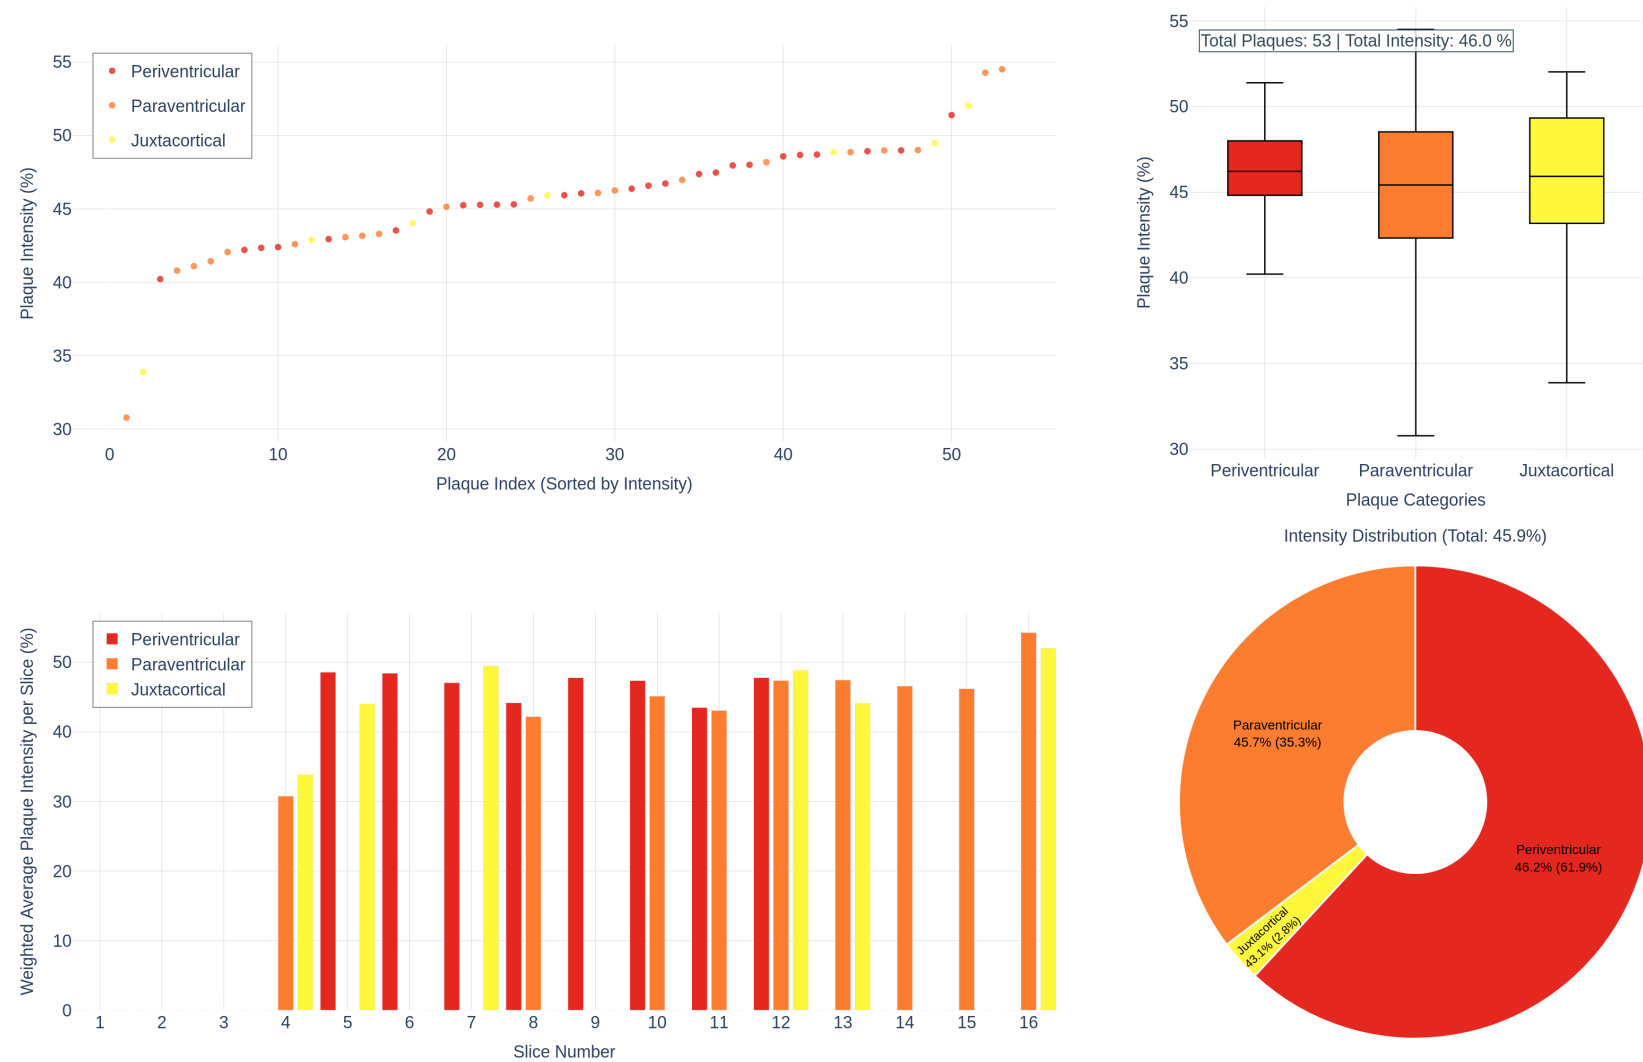 55
50
45
40
35
30
Plaque Intensity (%)
Periventricular
Paraventricular
Juxtacortical
0 10 20 30 40 50
Plaque Index (Sorted by Intensity)
55
50
45
40
35
30
Plaque Intensity (%)
Total Plaques: 53 | Total Intensity: 46.0 %
Periventricular Paraventricular Juxtacortical
Plaque Categories
50
40
30
20
10
0
Weighted Average Plaque Intensity per Slice (%)
Periventricular
Paraventricular
Juxtacortical
1 2 3 4 5 6 7 8 9 10 11 12 13 14 15 16
Slice Number
Intensity Distribution (Total: 45.9%)
Paraventricular
45.7% (35.3%)
Periventricular
46.2% (61.9%)
Juxtacortical
43.1% (2.8%)